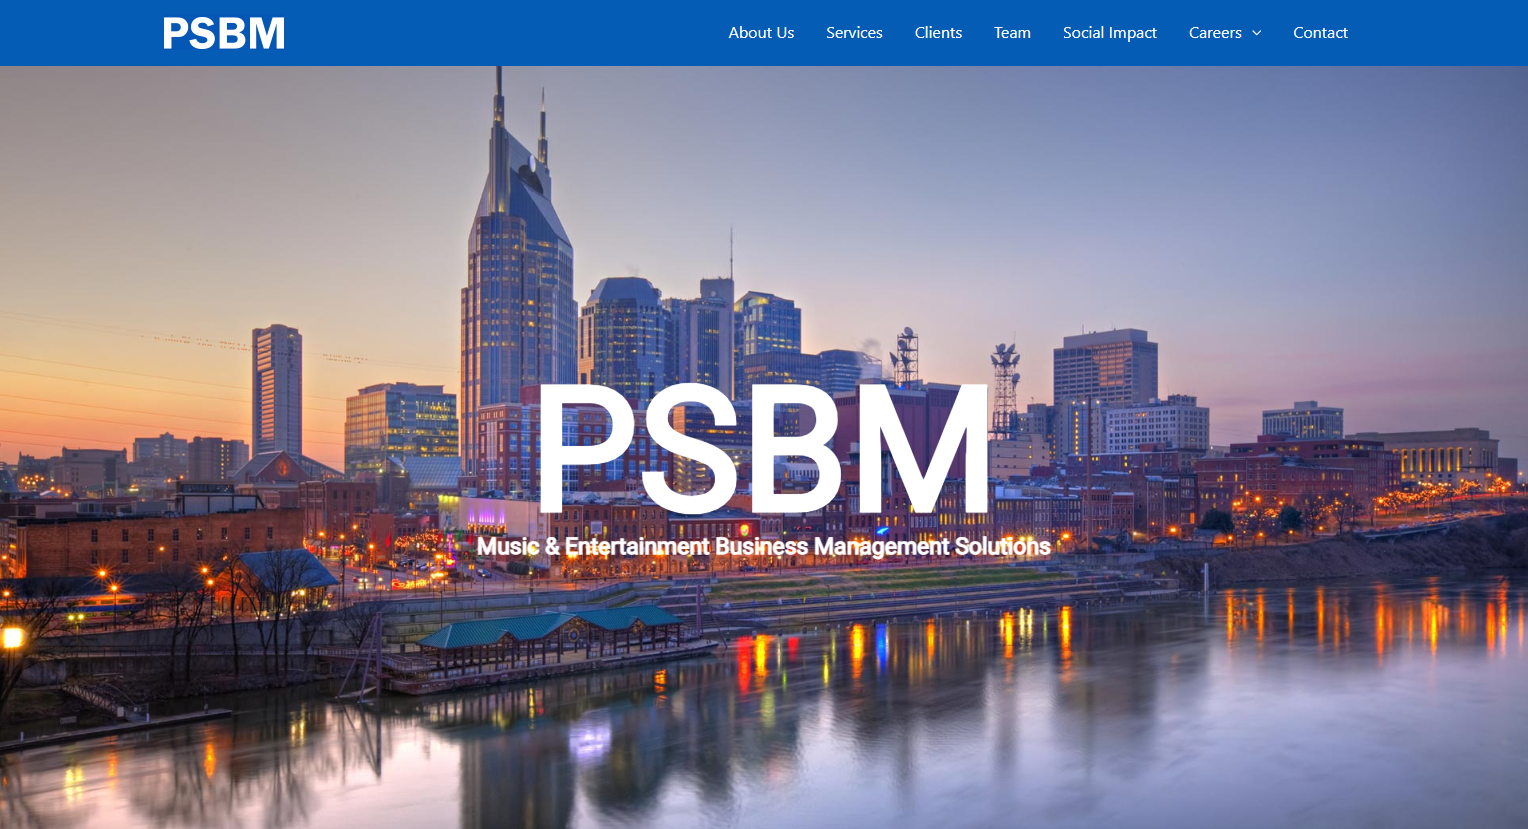 PSBM
About Us
Services
Clients
Team
Social Impact
Careers
Contact
PSBM
Music & Entertainment Business Management Solutions